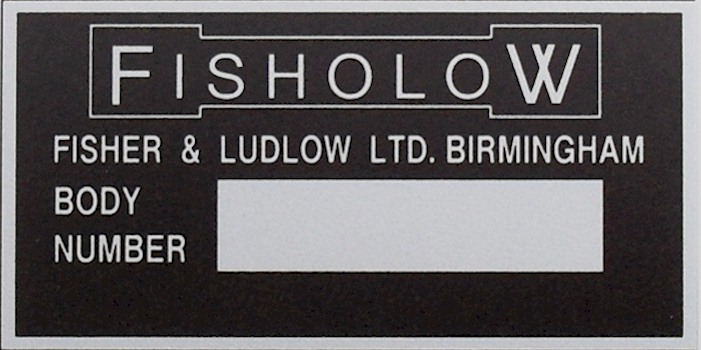 FISHOLOW
FISHER & LUDLOW LTD. BIRMINGHAM
BODY
NUMBER